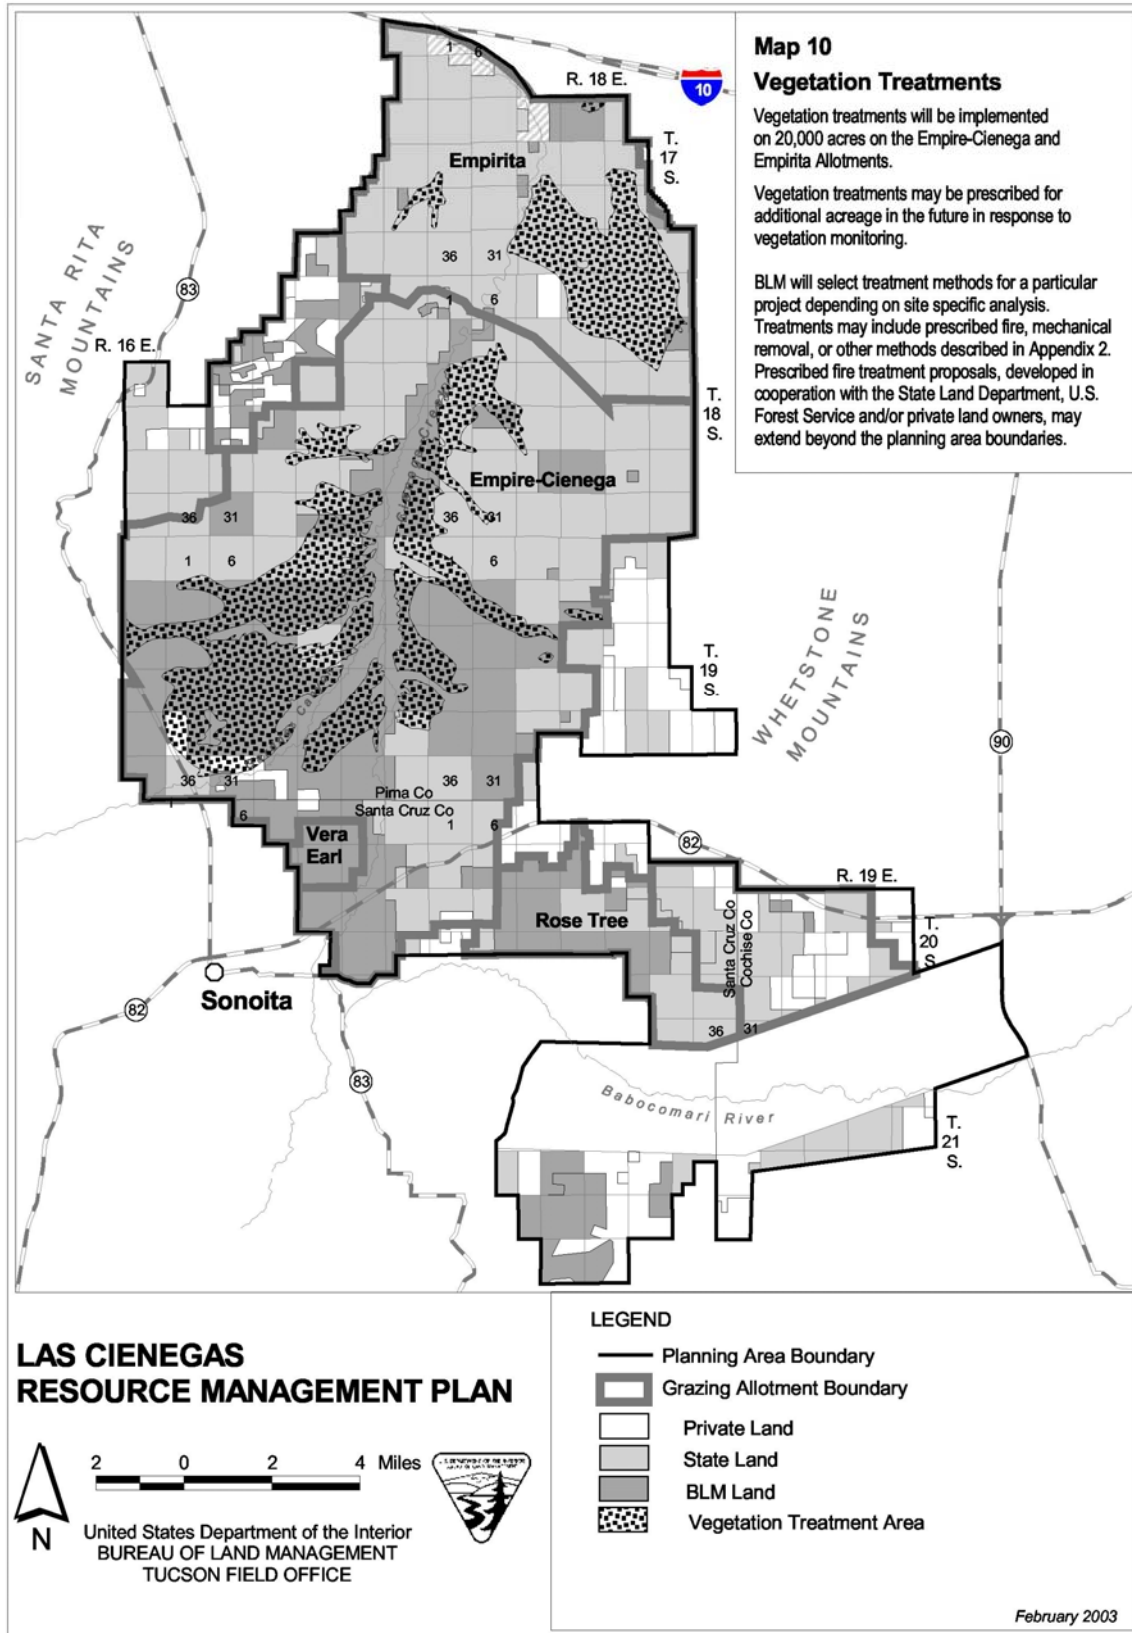 Map 10
Vegetation Treatments
Vegetation treatments will be implemented
on 20,000 acres on the Empire-Cienega and
Empirita Allotments.
Vegetation treatments may be prescribed for
additional acreage in the future in response to
vegetation monitoring.
BLM will select treatment methods for a particular
project depending on site specific analysis.
Treatments may include prescribed fire, mechanical
removal, or other methods described in Appendix 2.
Prescribed fire treatment proposals, developed in
cooperation with the State Land Department, U.S.
Forest Service and/or private land owners, may
extend beyond the planning area boundaries.
1 6
R. 18 E.
10
T.
17
S.
Empirita
SANTA RITA
MOUNTAINS
83
36 31
1 6
R. 16 E.
T.
18
S.
Empire-Cienega
36 31
36 31
1 6
1 6
WHETSTONE
MOUNTAINS
T.
19
S.
90
36 31
36 31
Pima Co
Santa Cruz Co
1 6
1 6
Vera
Earl
82
R. 19 E.
Rose Tree
Santa Cruz Co
Cochise Co
T.
20
S.
Sonoita
82
36 31
83
Babocomari River
T.
21
S.
LAS CIENEGAS
RESOURCE MANAGEMENT PLAN
2 0 2 4 Miles
N
United States Department of the Interior
BUREAU OF LAND MANAGEMENT
TUCSON FIELD OFFICE
LEGEND
Planning Area Boundary
Grazing Allotment Boundary
Private Land
State Land
BLM Land
Vegetation Treatment Area
February 2003